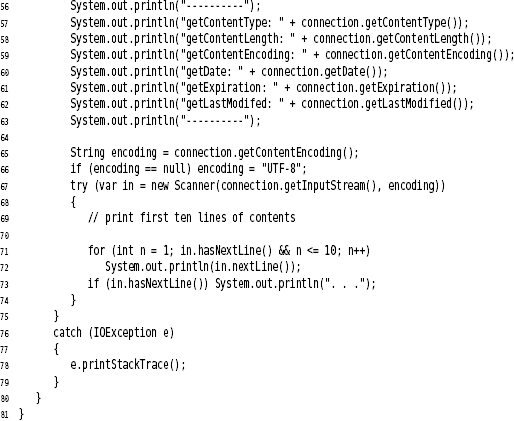 56 System.out.println("----------");
57 System.out.println("getContentType: " + connection.getContentType());
58 System.out.println("getContentLength: " + connection.getContentLength());
59 System.out.println("getContentEncoding: " + connection.getContentEncoding());
60 System.out.println("getDate: " + connection.getDate());
61 System.out.println("getExpiration: " + connection.getExpiration());
62 System.out.println("getLastModifed: " + connection.getLastModified());
63 System.out.println("----------");
64
65 String encoding = connection.getContentEncoding();
66 if (encoding == null) encoding = "UTF-8";
67 try (var in = new Scanner(connection.getInputStream(), encoding))
68 {
69 // print first ten lines of contents
70
71 for (int n = 1; in.hasNextLine() && n <= 10; n++)
72 System.out.println(in.nextLine());
73 if (in.hasNextLine()) System.out.println(". . .");
74 }
75 }
76 catch (IOException e)
77 {
78 e.printStackTrace();
79 }
80 }
81 }